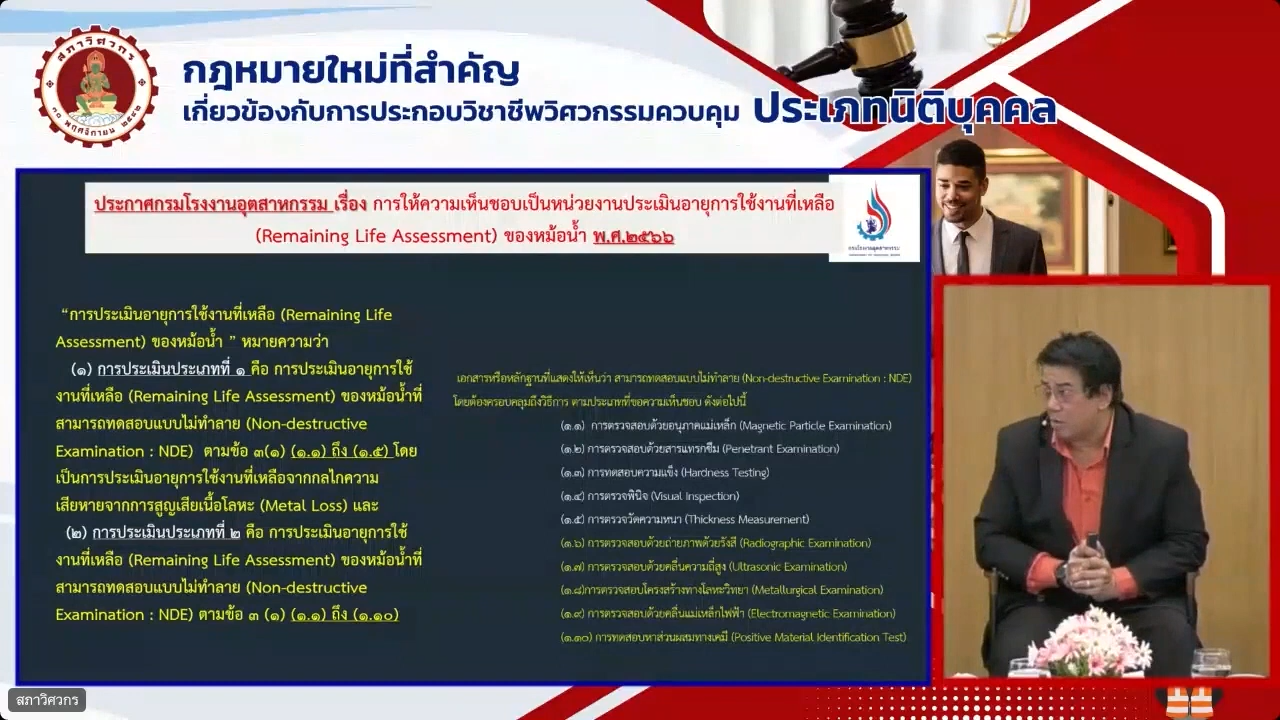 สภาวิศวกร
๓๐ พฤศจิกายน ๒๕๔๒
กฎหมายใหม่ที่สำคัญ
เกี่ยวข้องกับการประกอบวิชาชีพวิศวกรรมควบคุม ประเภทนิติบุคคล
ประกาศกรมโรงงานอุตสาหกรรม เรื่อง การให้ความเห็นชอบเป็นหน่วยงานประเมินอายุการใช้งานที่เหลือ
(Remaining Life Assessment) ของหม้อน้ำ พ.ศ.๒๕๖๖
กรมโรงงานอุตสาหกรรม
“การประเมินอายุการใช้งานที่เหลือ (Remaining Life
Assessment) ของหม้อน้ำ ” หมายความว่า
(๑) การประเมินประเภทที่ ๑ คือ การประเมินอายุการใช้
งานที่เหลือ (Remaining Life Assessment) ของหม้อน้ำที่
สามารถทดสอบแบบไม่ทำลาย (Non-destructive
Examination : NDE) ตามข้อ ๓(๑) (๑.๑) ถึง (๑.๕) โดย
เป็นการประเมินอายุการใช้งานที่เหลือจากกลไกความ
เสียหายจากการสูญเสียเนื้อโลหะ (Metal Loss) และ
(๒) การประเมินประเภทที่ ๒ คือ การประเมินอายุการใช้
งานที่เหลือ (Remaining Life Assessment) ของหม้อน้ำที่
สามารถทดสอบแบบไม่ทำลาย (Non-destructive
Examination : NDE) ตามข้อ ๓ (๑) (๑.๑) ถึง (๑.๑๐)
เอกสารหรือหลักฐานที่แสดงให้เห็นว่า สามารถทดสอบแบบไม่ทำลาย (Non-destructive Examination : NDE)
โดยต้องครอบคลุมถึงวิธีการ ตามประเภทที่ขอความเห็นชอบ ดังต่อไปนี้
(๑.๑) การตรวจสอบด้วยอนุภาคแม่เหล็ก (Magnetic Particle Examination)
(๑.๒) การตรวจสอบด้วยสารแทรกซึม (Penetrant Examination)
(๑.๓) การทดสอบความแข็ง (Hardness Testing)
(๑.๔) การตรวจพินิจ (Visual Inspection)
(๑.๕) การตรวจวัดความหนา (Thickness Measurement)
(๑.๖) การตรวจสอบด้วยถ่ายภาพด้วยรังสี (Radiographic Examination)
(๑.๗) การตรวจสอบด้วยคลื่นความถี่สูง (Ultrasonic Examination)
(๑.๘)การตรวจสอบโครงสร้างทางโลหะวิทยา (Metallurgical Examination)
(๑.๙) การตรวจสอบด้วยคลื่นแม่เหล็กไฟฟ้า (Electromagnetic Examination)
(๑.๑๐) การทดสอบหาส่วนผสมทางเคมี (Positive Material Identification Test)
สภาวิศวกร